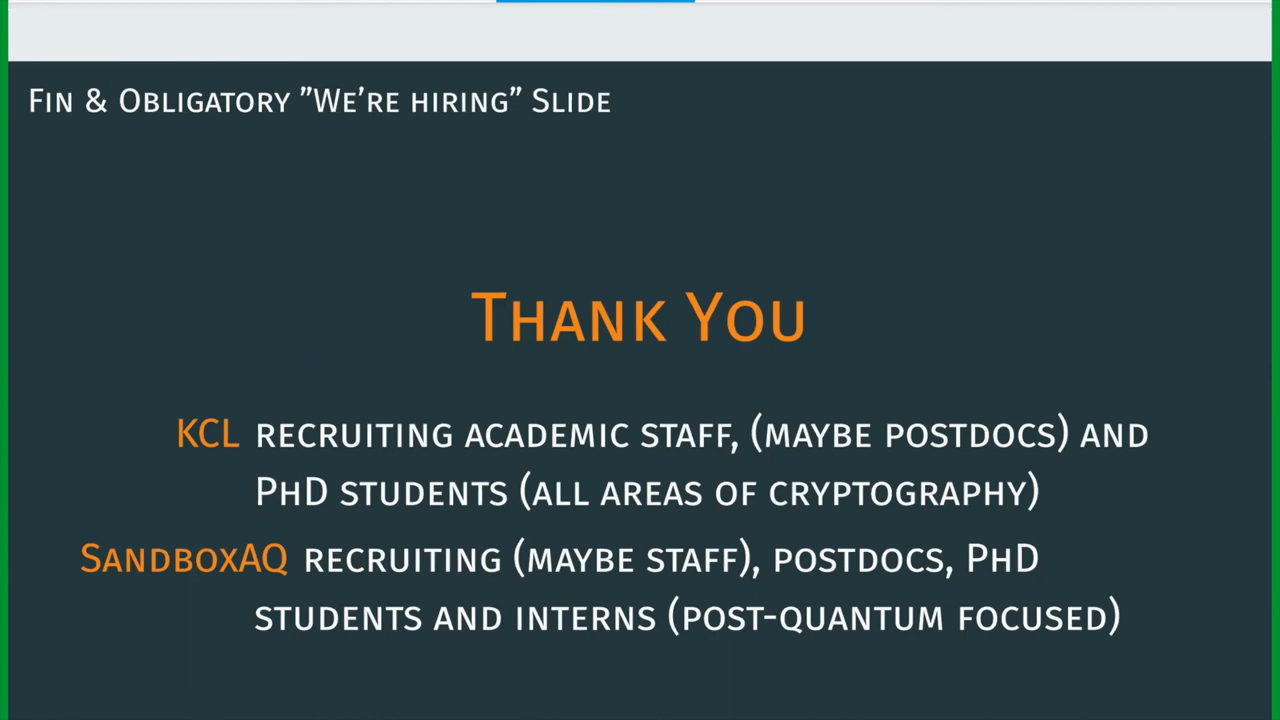 Fin & Obligatory ”We’re hiring” Slide
Thank You
KCL recruiting academic staff, (maybe postdocs) and
PhD students (all areas of cryptography)
SandboxAQ recruiting (maybe staff), postdocs, PhD
students and interns (post-quantum focused)